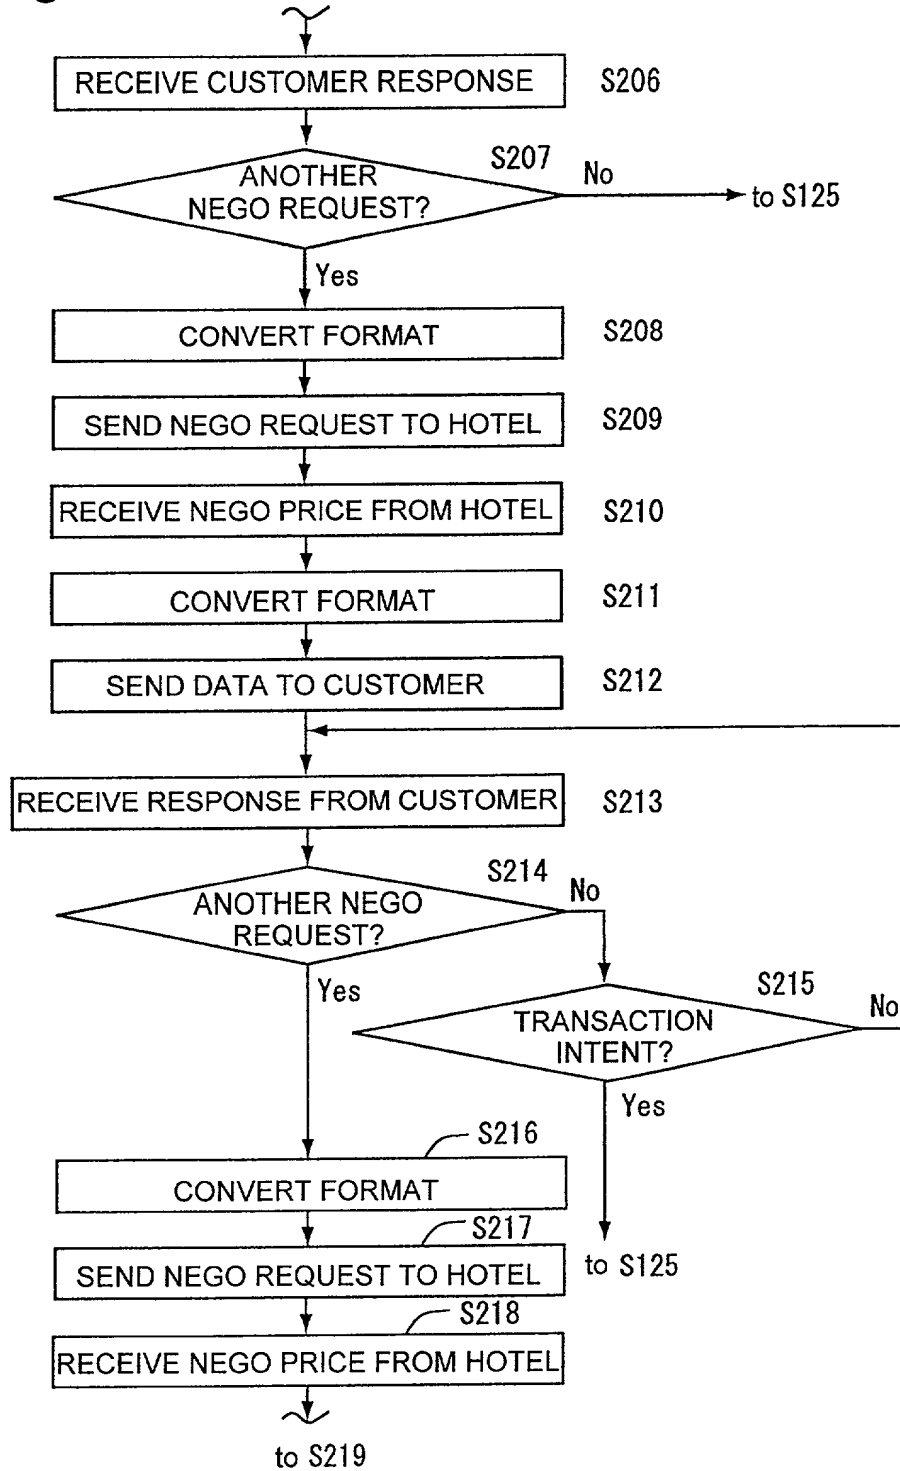 RECEIVE CUSTOMER RESPONSE
S206
S207
ANOTHER
NEGO REQUEST?
No
to S125
Yes
CONVERT FORMAT
S208
SEND NEGO REQUEST TO HOTEL
S209
RECEIVE NEGO PRICE FROM HOTEL
S210
CONVERT FORMAT
S211
SEND DATA TO CUSTOMER
S212
RECEIVE RESPONSE FROM CUSTOMER
S213
S214
ANOTHER NEGO
REQUEST?
No
Yes
S215
TRANSACTION
INTENT?
No
Yes
S216
CONVERT FORMAT
S217
SEND NEGO REQUEST TO HOTEL
to S125
S218
RECEIVE NEGO PRICE FROM HOTEL
to S219